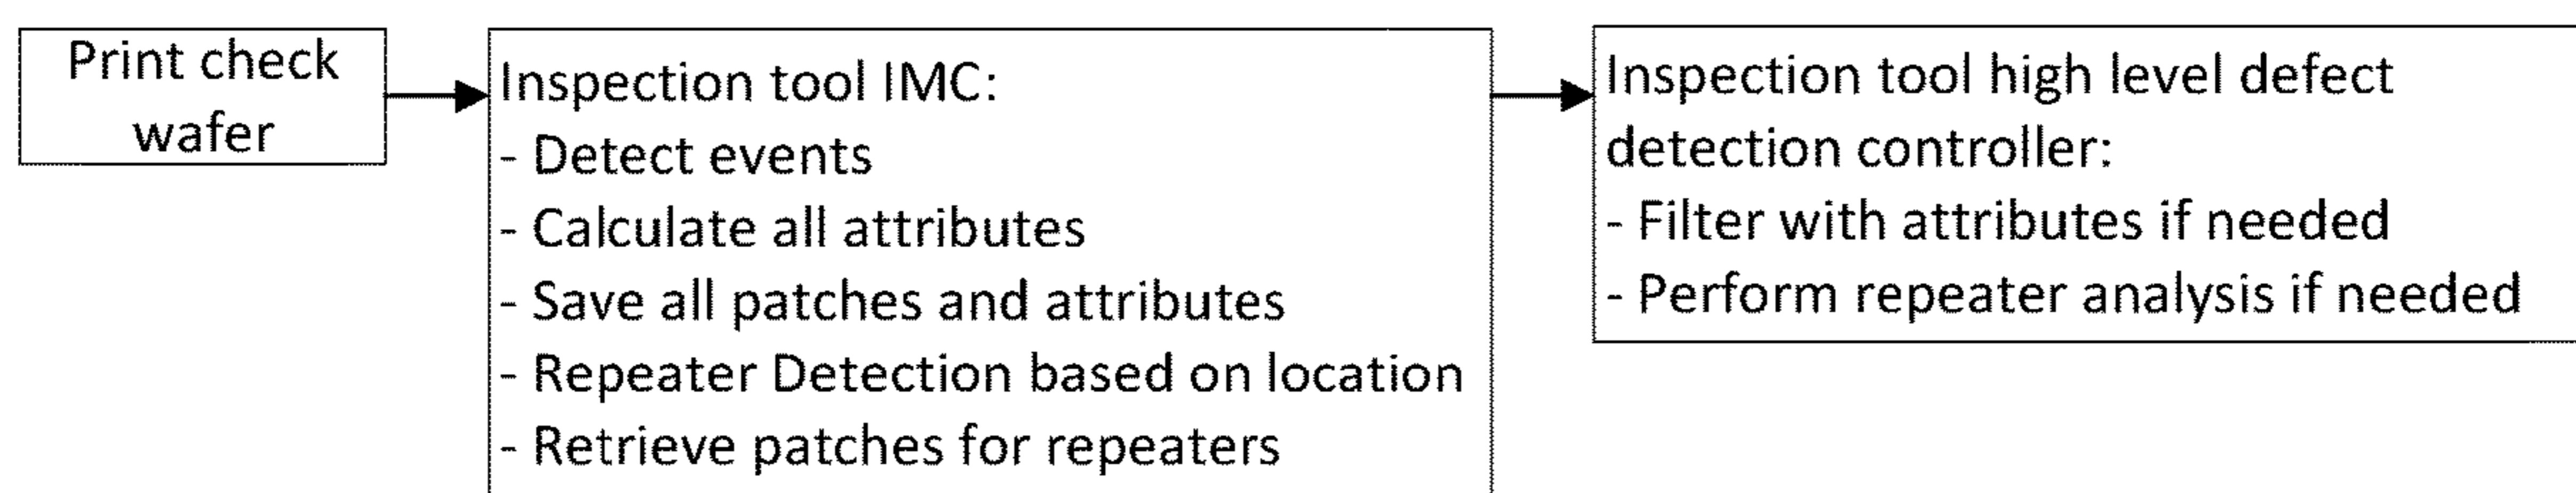 Print check
wafer
Inspection tool IMC:
- Detect events
- Calculate all attributes
- Save all patches and attributes
- Repeater Detection based on location
- Retrieve patches for repeaters
Inspection tool high level defect
detection controller:
- Filter with attributes if needed
- Perform repeater analysis if needed